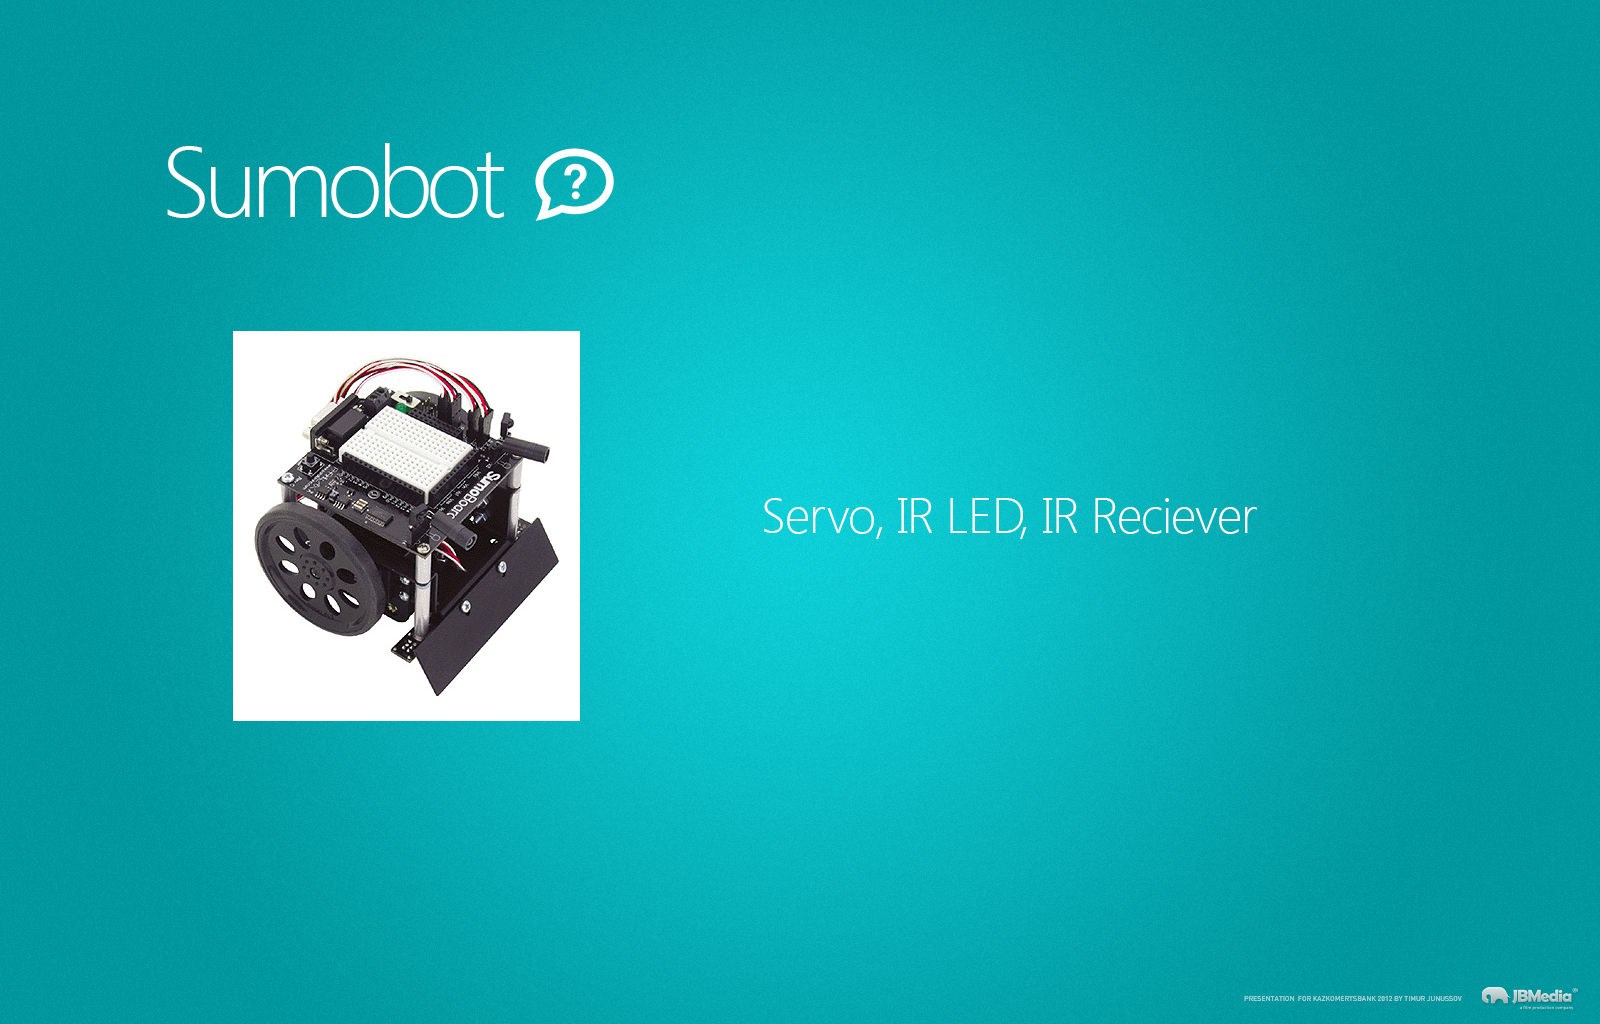 Sumobot ?
SumoBoard
Servo, IR LED, IR Reciever
PRESENTATION FOR KAZKOMERTSBANK 2012 BY TIMUR JUNUSSOV
JBMedia
a film production company